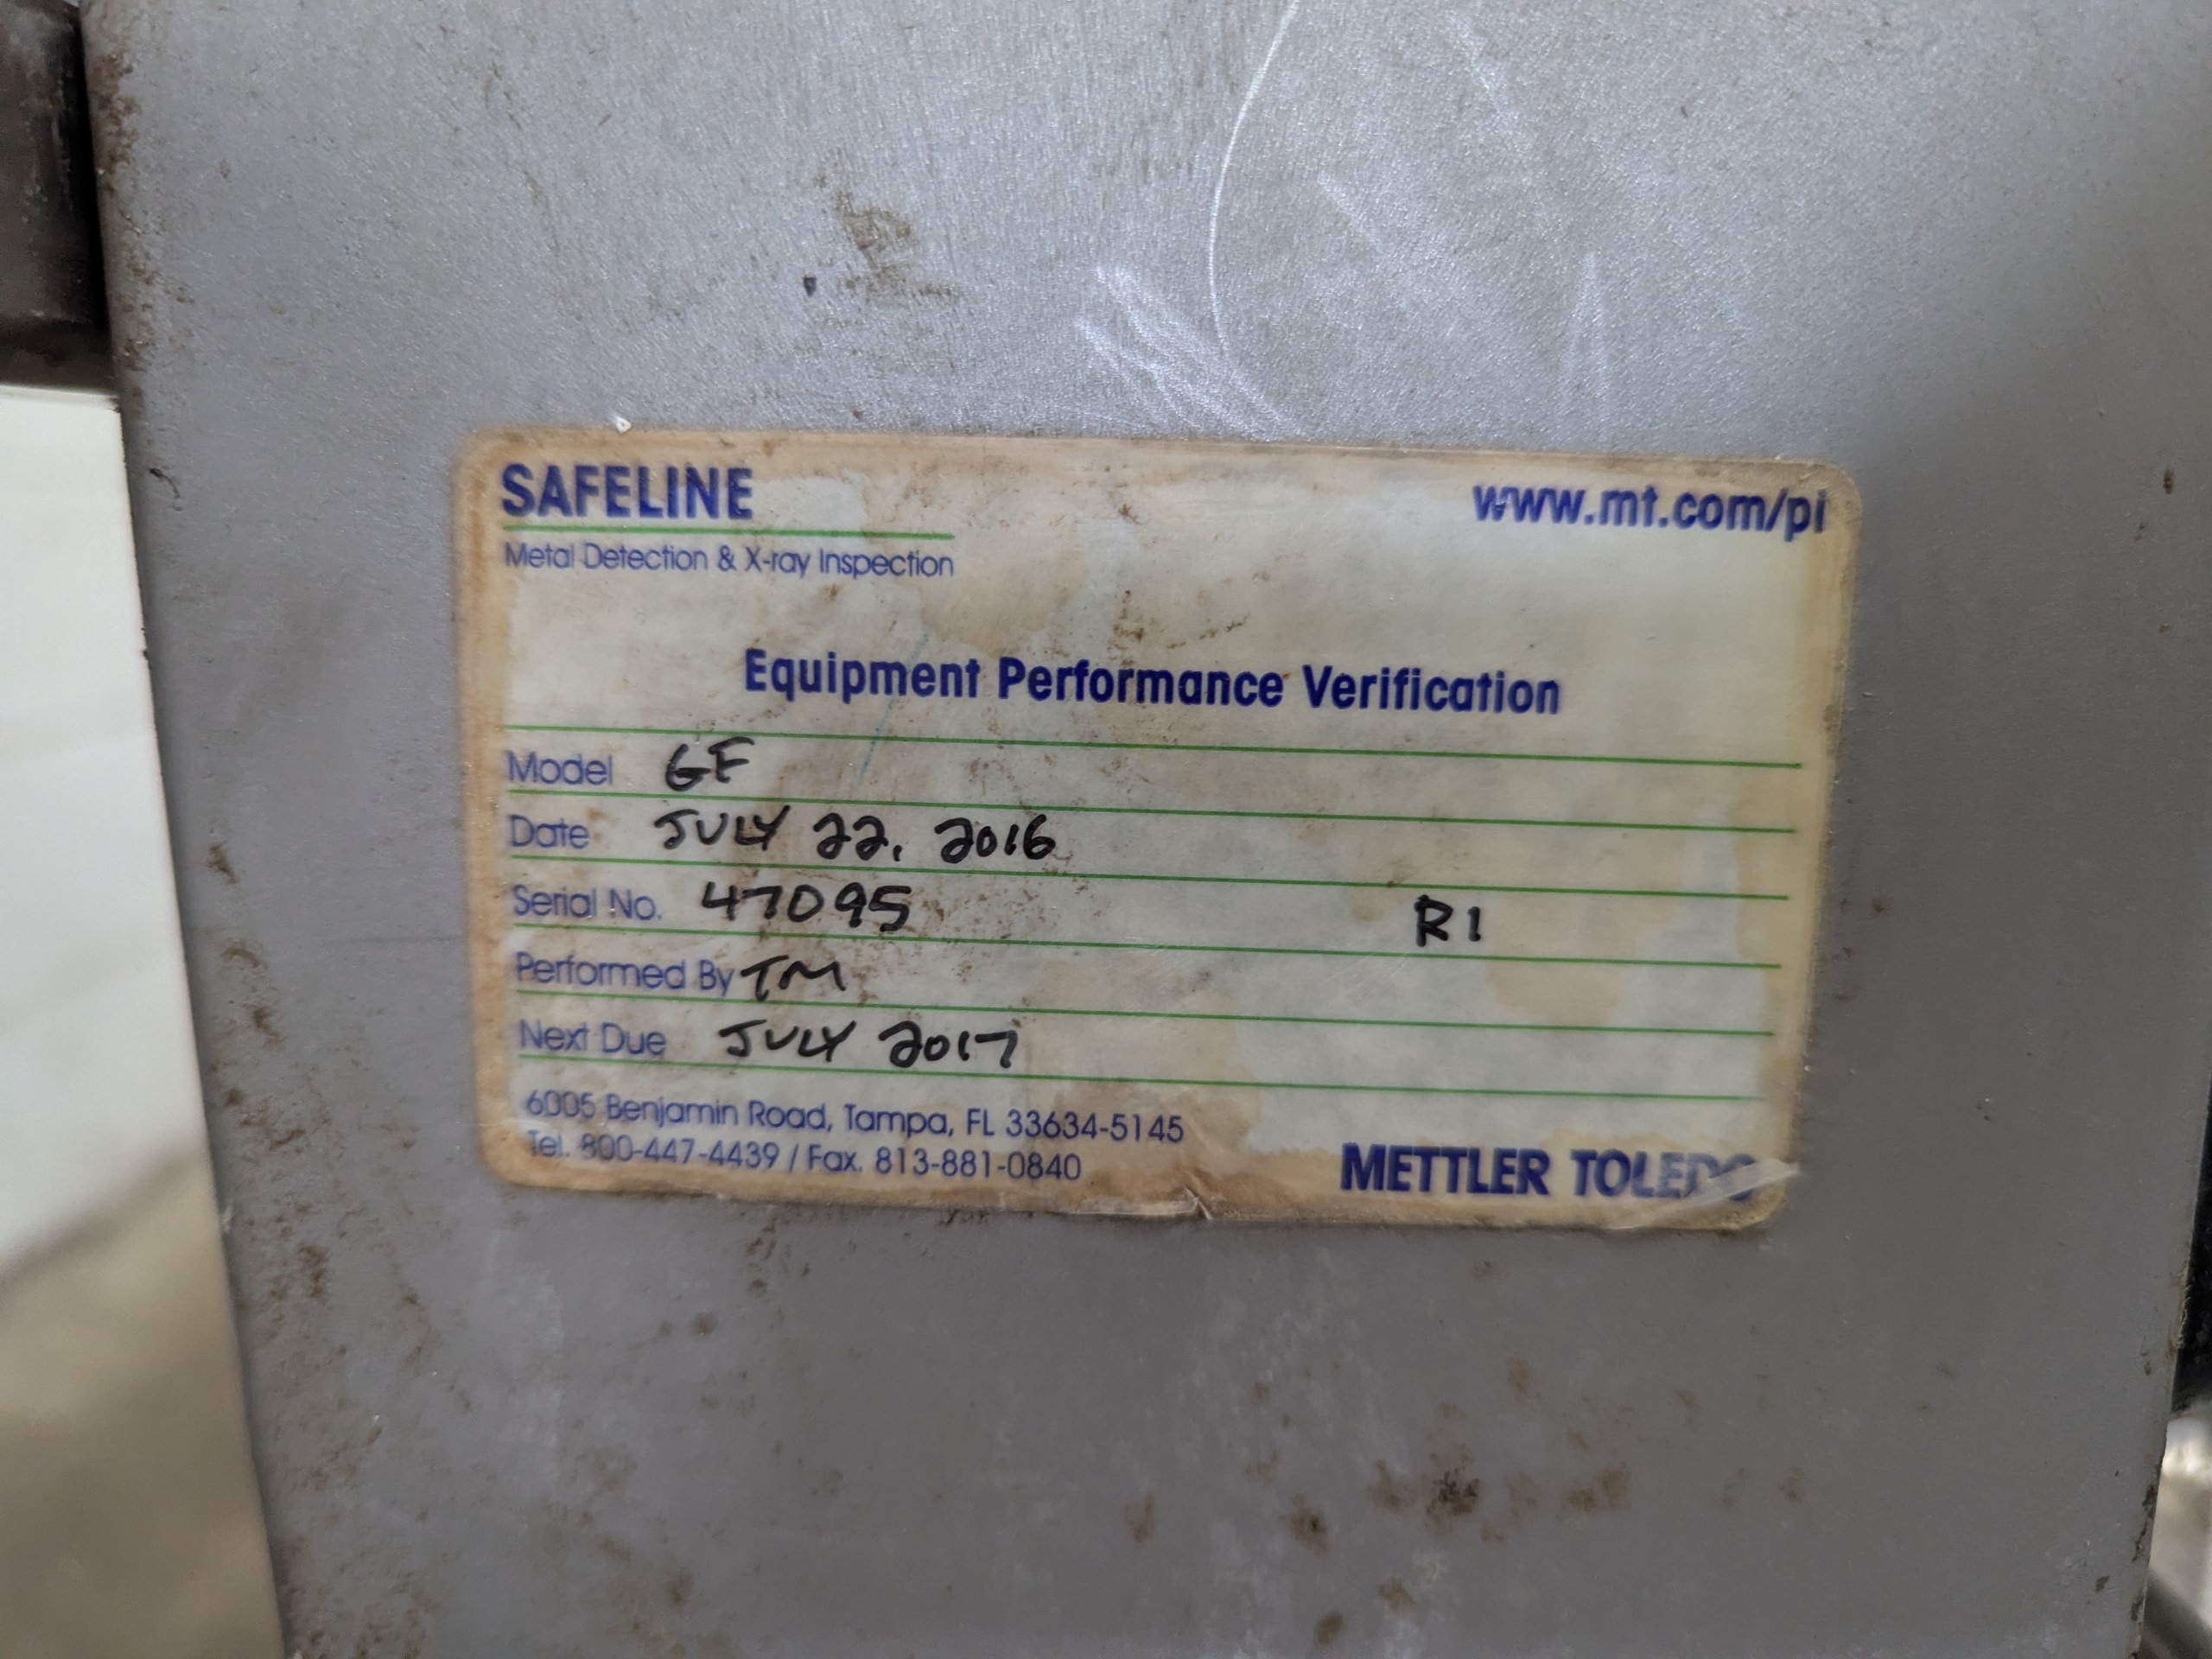 SAFELINE
www.mt.com/pi
Metal Detection & X-ray Inspection
Equipment Performance Verification
Model GF
Date JULY 22, 2016
Serial No. 47095 R1
Performed By TM
Next Due JULY 2017
6005 Benjamin Road, Tampa, FL 33634-5145
Tel. 800-447-4439 / Fax. 813-881-0840
METTLER TOLEDO